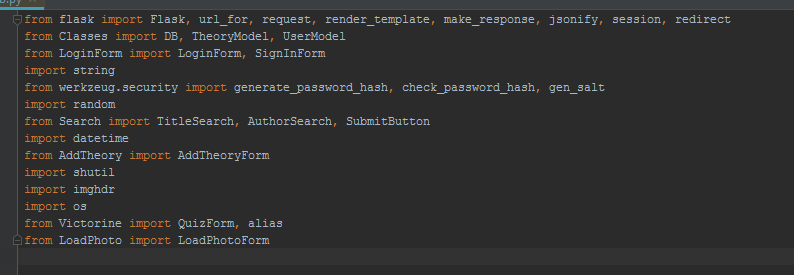 b.py
from flask import Flask, url_for, request, render_template, make_response, jsonify, session, redirect
from Classes import DB, TheoryModel, UserModel
from LoginForm import LoginForm, SignInForm
import string
from werkzeug.security import generate_password_hash, check_password_hash, gen_salt
import random
from Search import TitleSearch, AuthorSearch, SubmitButton
import datetime
from AddTheory import AddTheoryForm
import shutil
import imghdr
import os
from Victorine import QuizForm, alias
from LoadPhoto import LoadPhotoForm